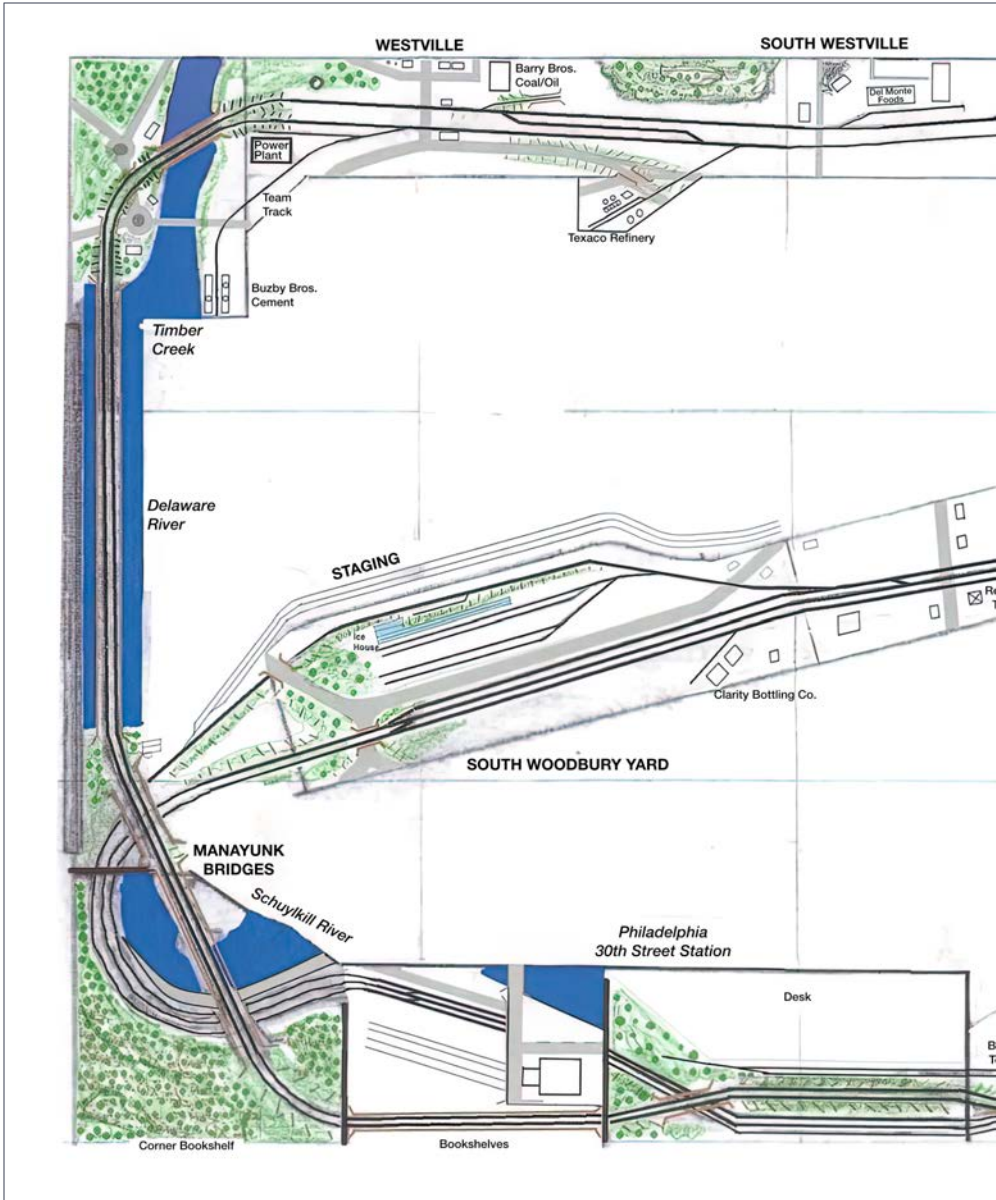 WESTVILLE
SOUTH WESTVILLE
Barry Bros.
Coal/Oil
Del Monte
Foods
Power
Plant
Team
Track
Texaco Refinery
Buzby Bros.
Cement
Timber
Creek
Delaware
River
STAGING
Ice
House
Re
T
Clarity Bottling Co.
SOUTH WOODBURY YARD
MANAYUNK
BRIDGES
Schuylkill River
Philadelphia
30th Street Station
Desk
B
To
Corner Bookshelf
Bookshelves